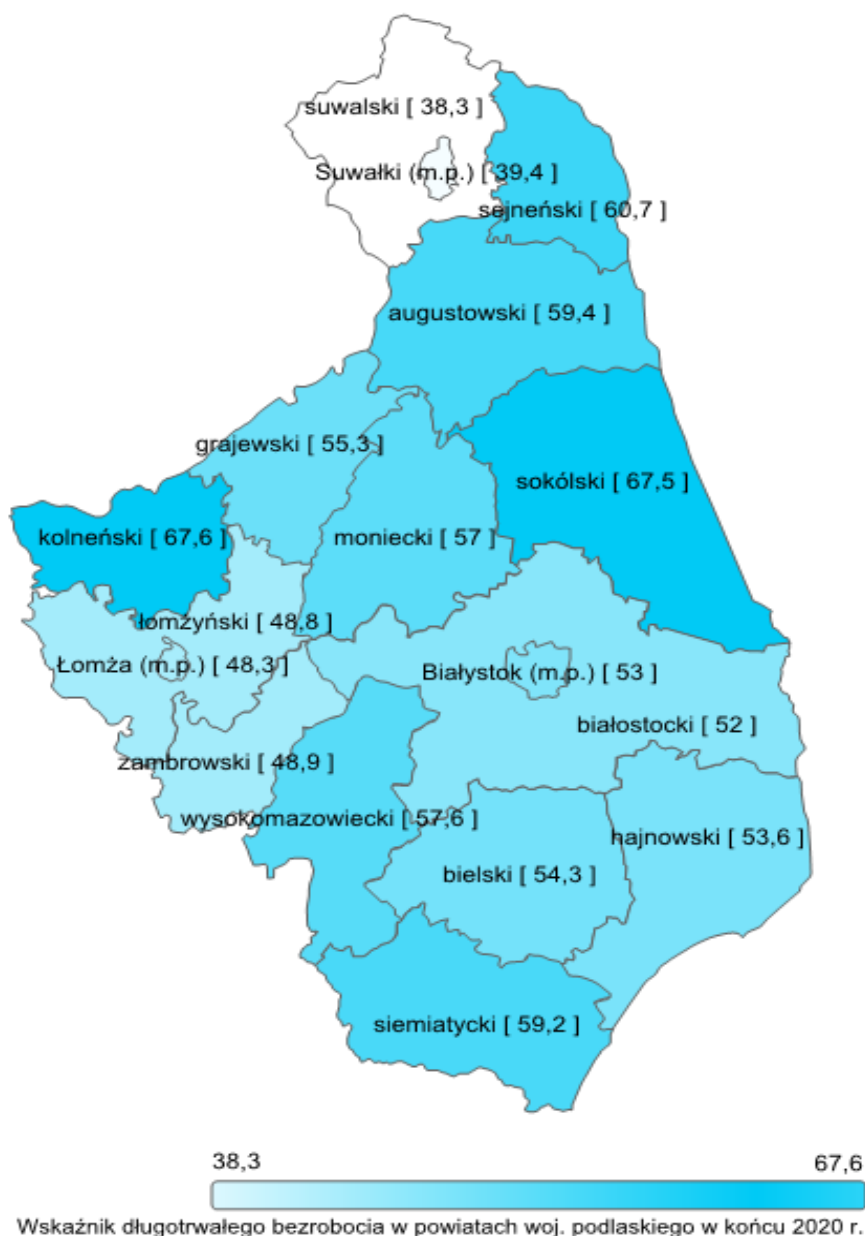 suwalski [ 38,3 ]
Suwałki (m.p.) [ 39,4 ]
sejneński [ 60,7 ]
augustowski [ 59,4 ]
grajewski [ 55,3 ]
sokólski [ 67,5 ]
kolneński [ 67,6 ]
moniecki [ 57 ]
łomżyński [ 48,8 ]
Łomża (m.p.) [ 48,3 ]
Białystok (m.p.) [ 53 ]
białostocki [ 52 ]
zambrowski [ 48,9 ]
wysokomazowiecki [ 57,6 ]
hajnowski [ 53,6 ]
bielski [ 54,3 ]
siemiatycki [ 59,2 ]
38,3 67,6
Wskaźnik długotrwałego bezrobocia w powiatach woj. podlaskiego w końcu 2020 r.